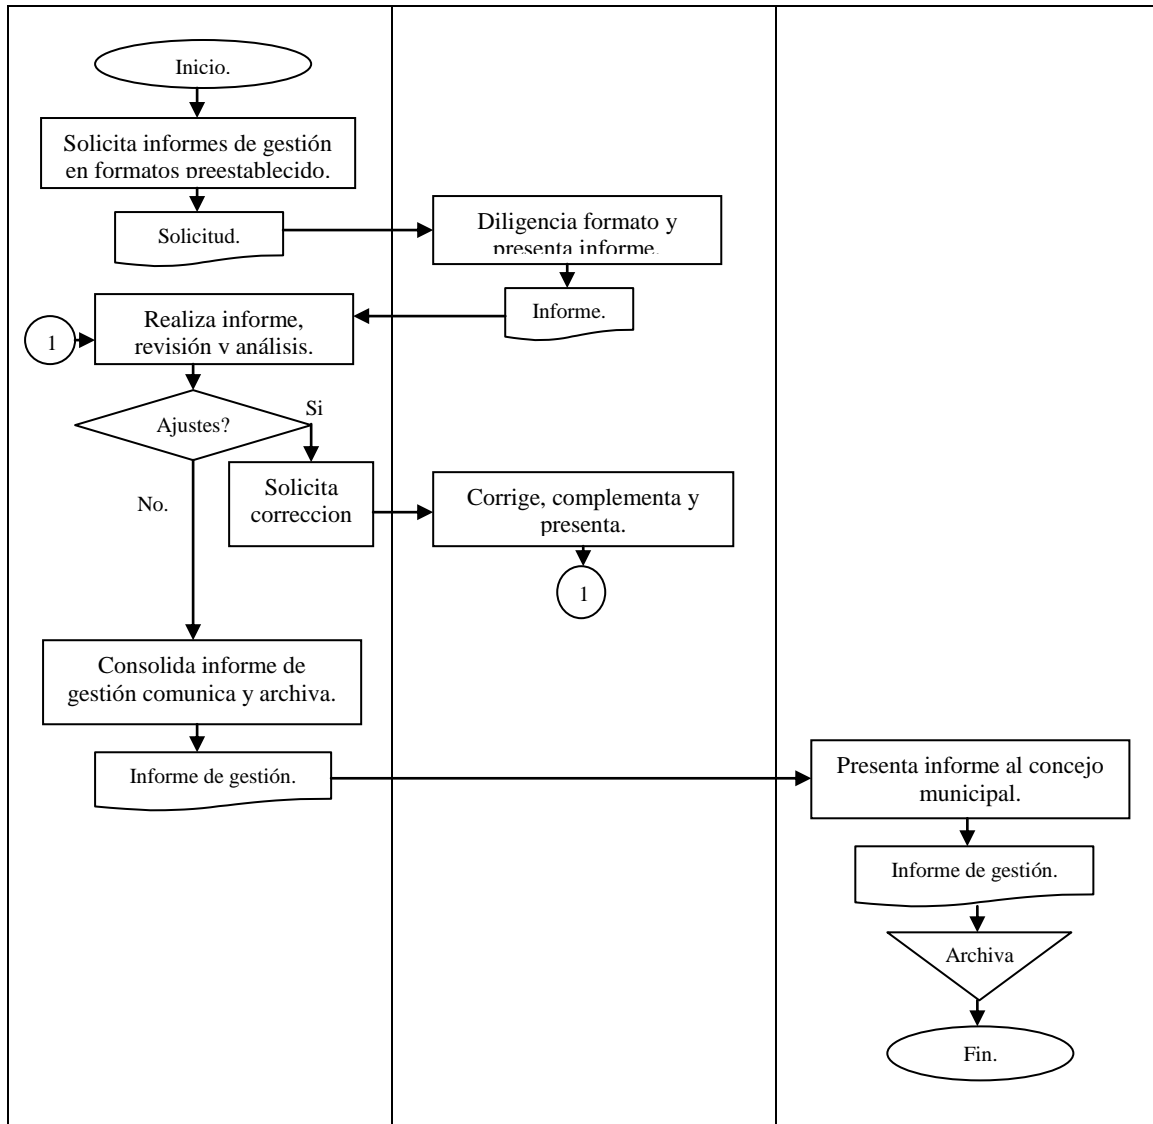 Inicio.
Solicita informes de gestión
en formatos preestablecido.
Solicitud.
Diligencia formato y
presenta informe.
Informe.
1
Realiza informe,
revisión y análisis.
Ajustes?
Si
No.
Solicita
correccion
Corrige, complementa y
presenta.
1
Consolida informe de
gestión comunica y archiva.
Informe de gestión.
Presenta informe al concejo
municipal.
Informe de gestión.
Archiva
Fin.